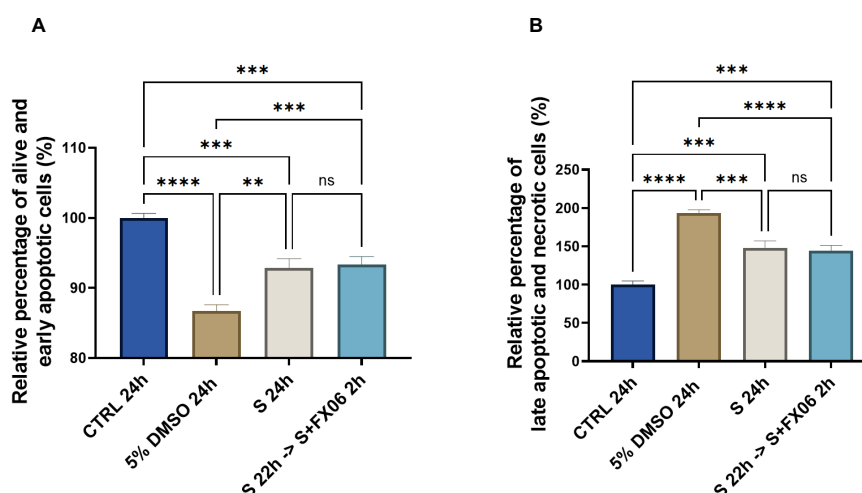 A
Relative percentage of alive and
early apoptotic cells (%)
***
***
***
****
**
ns
110
100
90
80
CTRL 24h
5% DMSO 24h
S 24h
S 22h -> S+FX06 2h
B
Relative percentage of
late apoptotic and necrotic cells (%)
***
****
***
****
***
ns
250
200
150
100
50
0
CTRL 24h
5% DMSO 24h
S 24h
S 22h -> S+FX06 2h